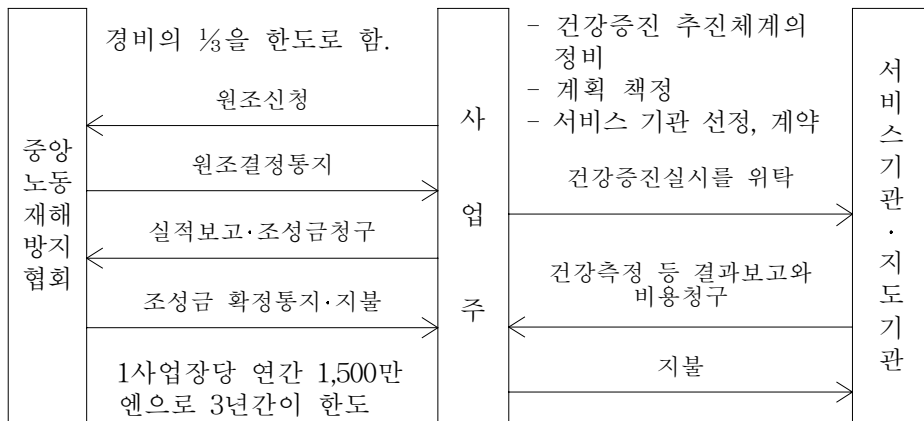 경비의 ⅓을 한도로 함.
원조신청
원조결정통지
실적보고·조성금청구
조성금 확정통지·지불
1사업장당 연간 1,500만
엔으로 3년간이 한도
중앙
노동
재해
방지
협회
사
업
주
- 건강증진 추진체계의
정비
- 계획 책정
- 서비스 기관 선정, 계약
건강증진실시를 위탁
건강측정 등 결과보고와
비용청구
지불
서
비
스
기
관
·
지
도
기
관